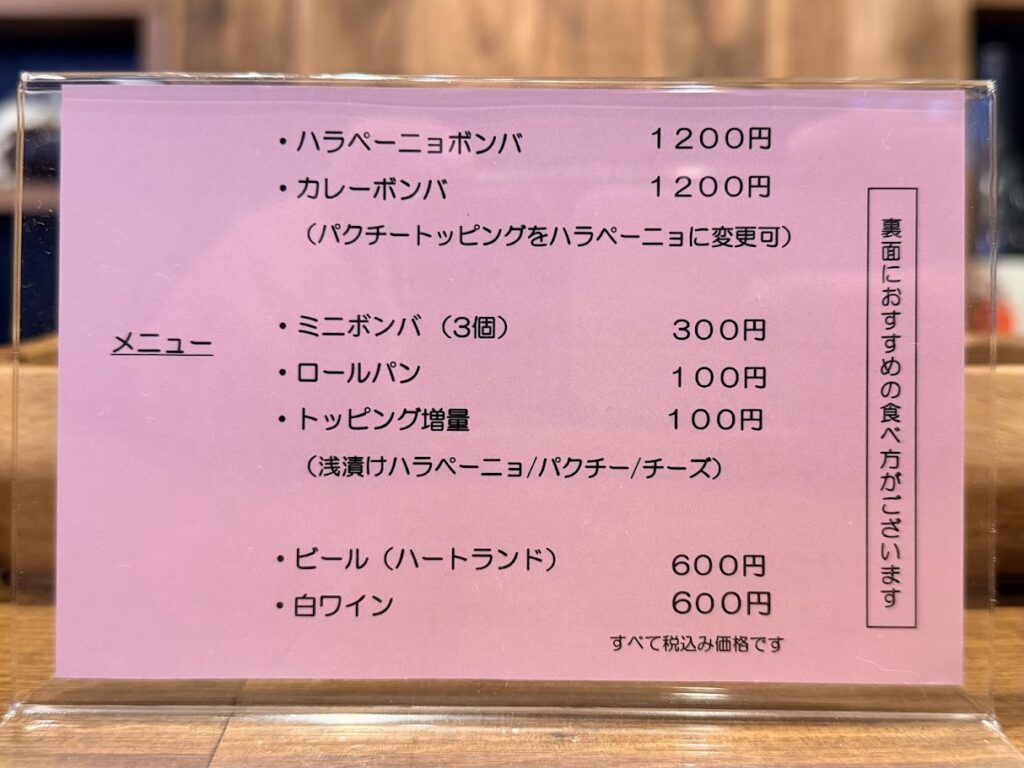 メニュー
・ハラペーニョボンバ　１２００円
・カレーボンバ　１２００円
（パクチートッピングをハラペーニョに変更可）
・ミニボンバ（3個）　３００円
・ロールパン　１００円
・トッピング増量　１００円
（浅漬けハラペーニョ/パクチー/チーズ）
・ビール（ハートランド）　６００円
・白ワイン　６００円
すべて税込み価格です
裏面におすすめの食べ方がございます